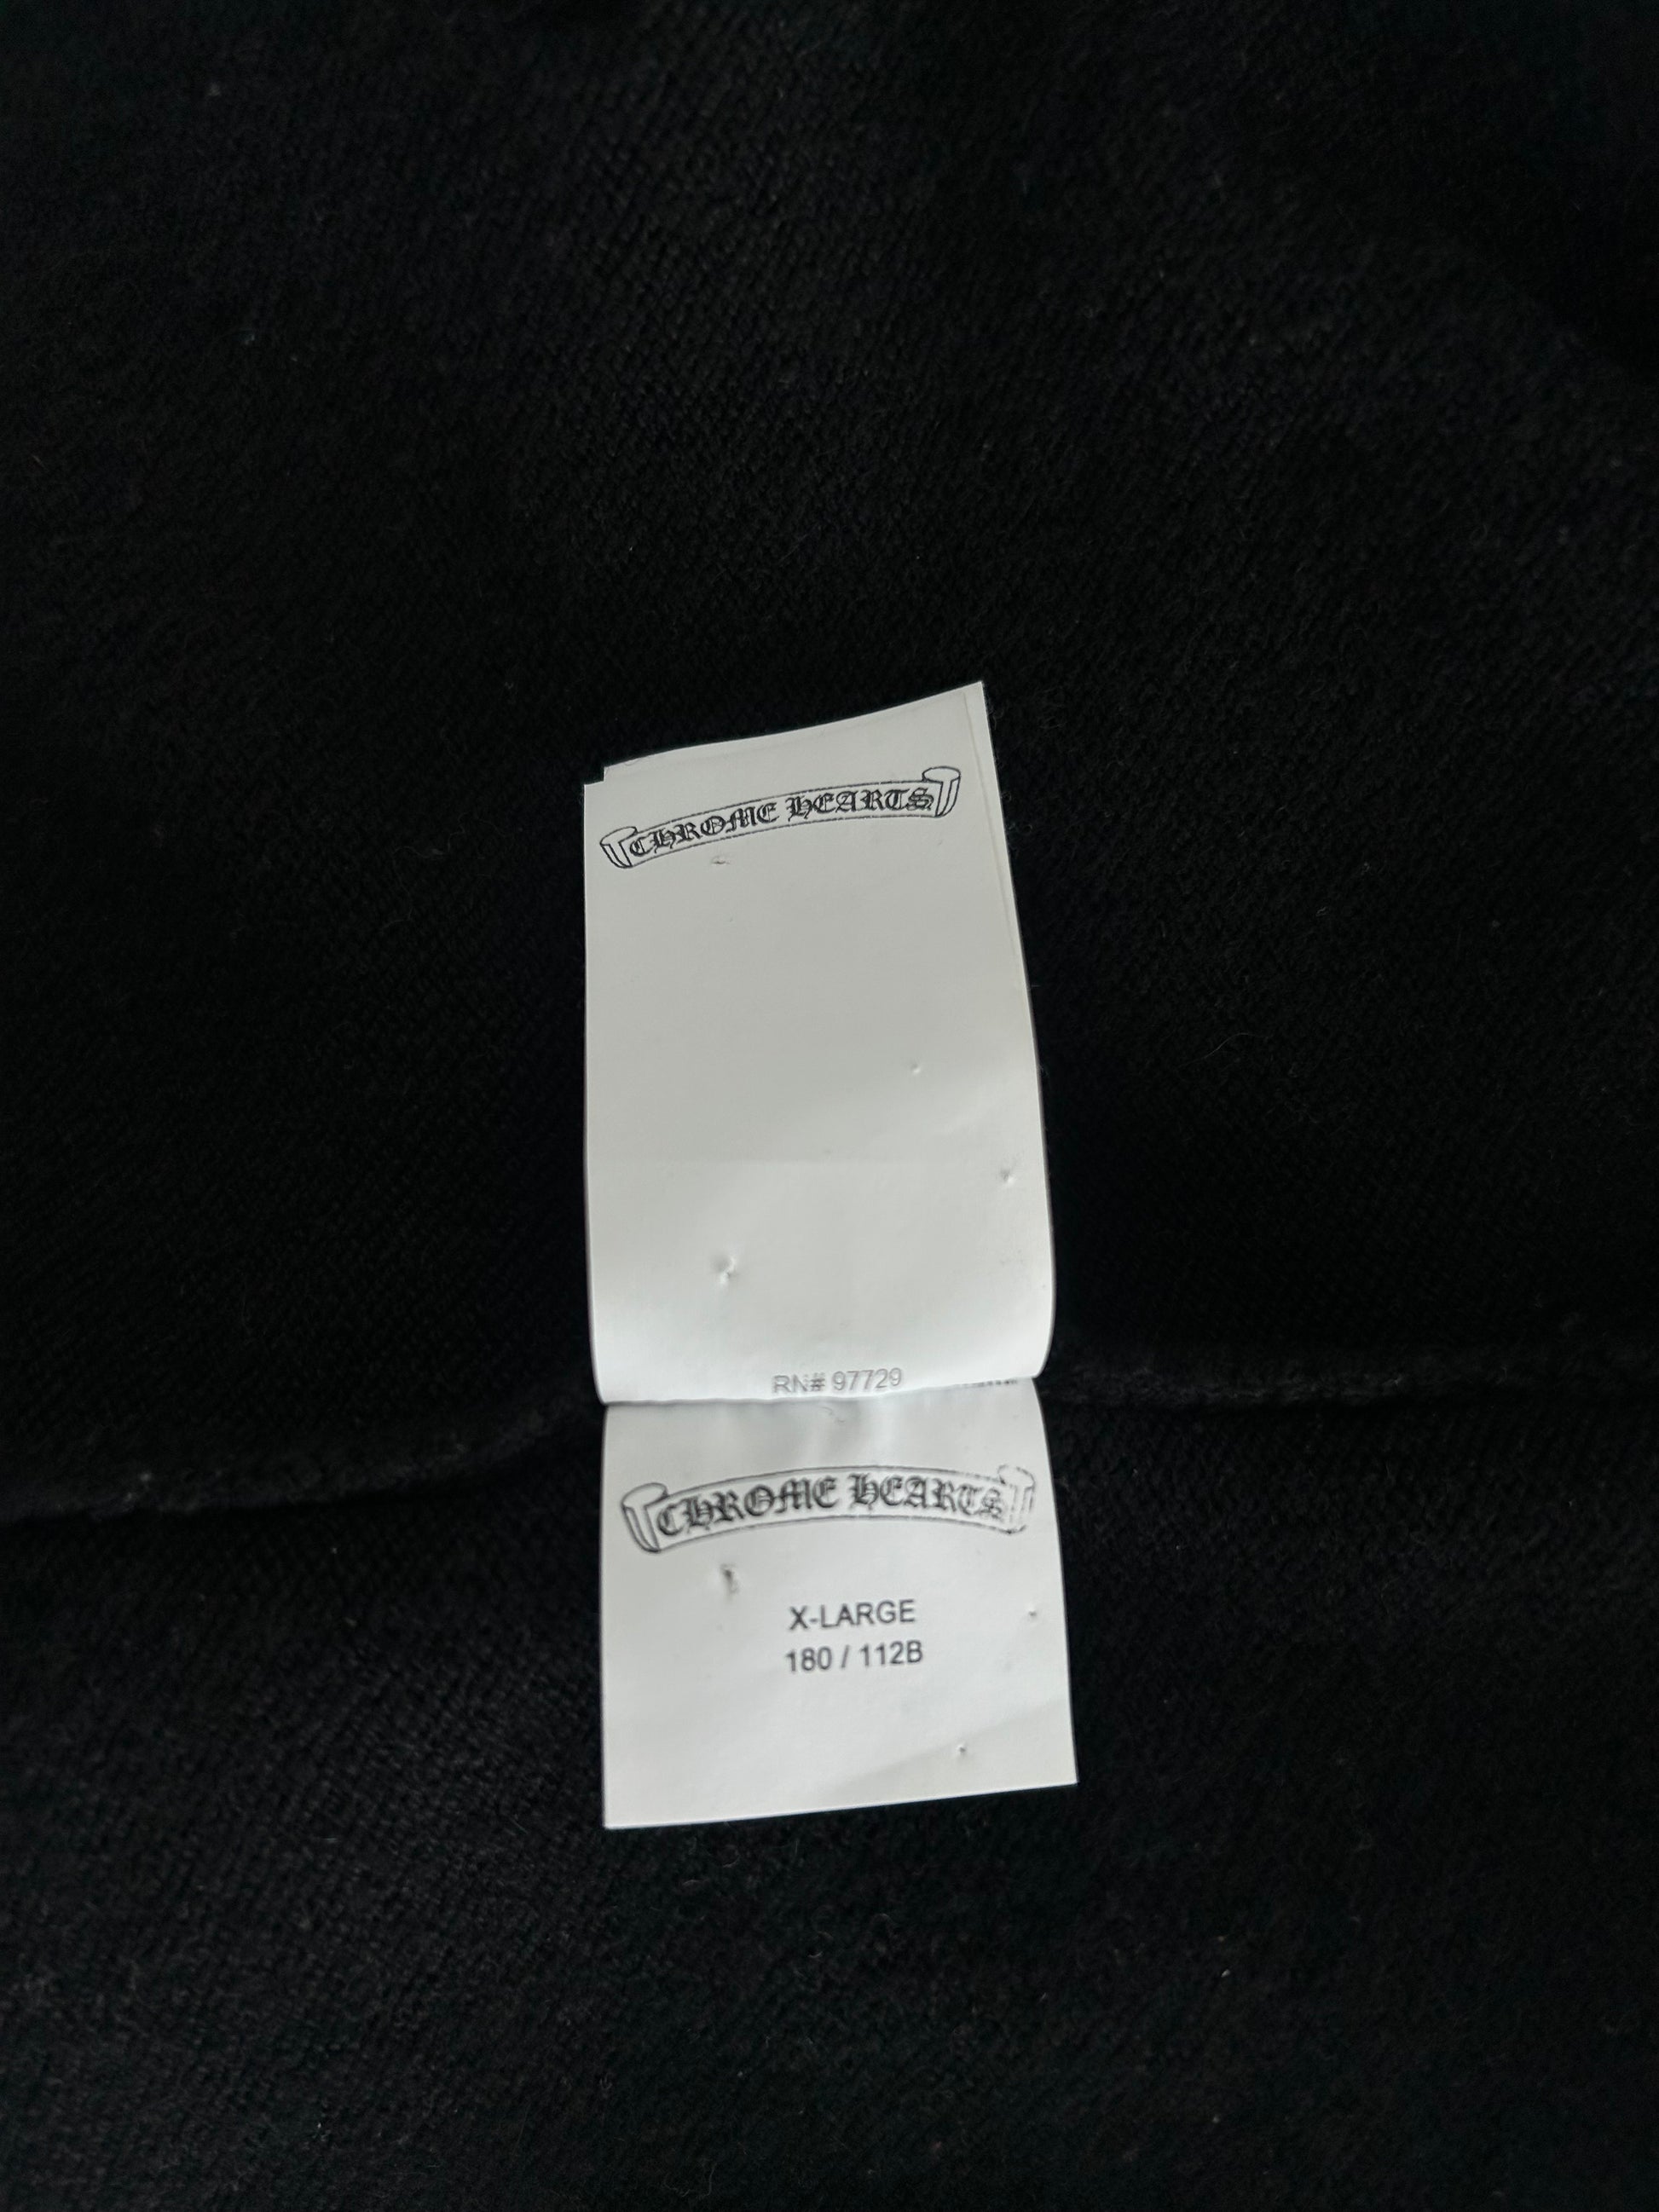 CHROME HEARTS
RN# 97729
CHROME HEARTS
X-LARGE
180 / 112B